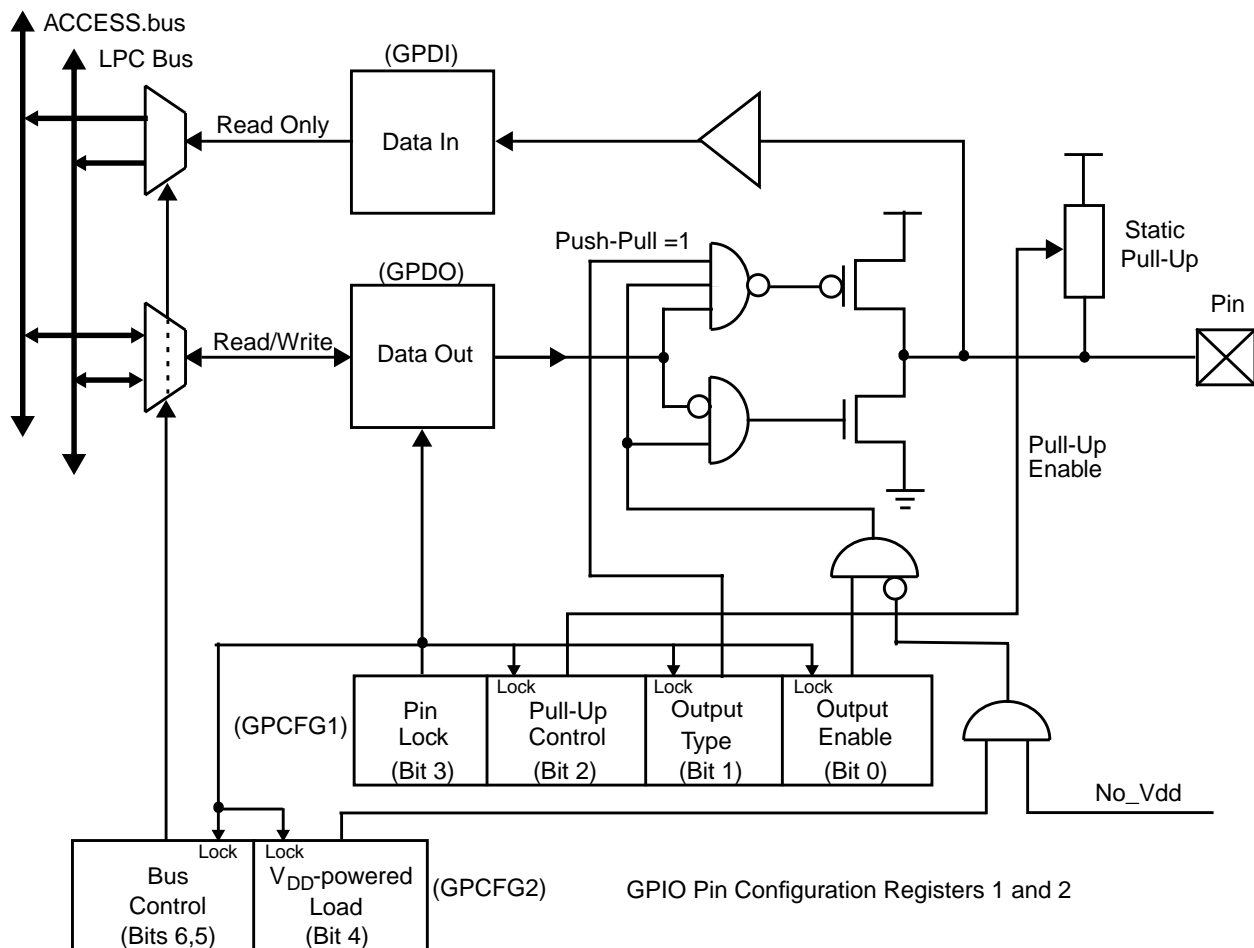 ACCESS.bus
LPC Bus
(GPDI)
Read Only
Data In
Push-Pull =1
Static
Pull-Up
(GPDO)
Pin
Read/Write
Data Out
Pull-Up
Enable
Lock
Lock
Lock
(GPCFG1)
Pin
Lock
(Bit 3)
Pull-Up
Control
(Bit 2)
Output
Type
(Bit 1)
Output
Enable
(Bit 0)
No_Vdd
Lock
Lock
Bus
Control
(Bits 6,5)
VDD-powered
Load
(Bit 4)
(GPCFG2)
GPIO Pin Configuration Registers 1 and 2